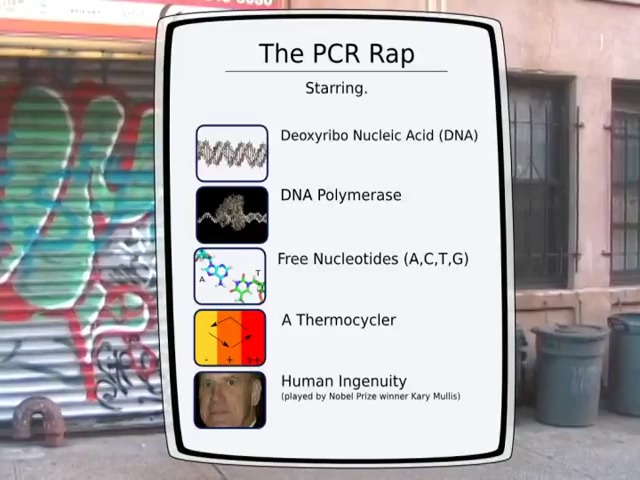 The PCR Rap
Starring.
Deoxyribo Nucleic Acid (DNA)
DNA Polymerase
Free Nucleotides (A,C,T,G)
A
T
A Thermocycler
- + ++
Human Ingenuity
(played by Nobel Prize winner Kary Mullis)